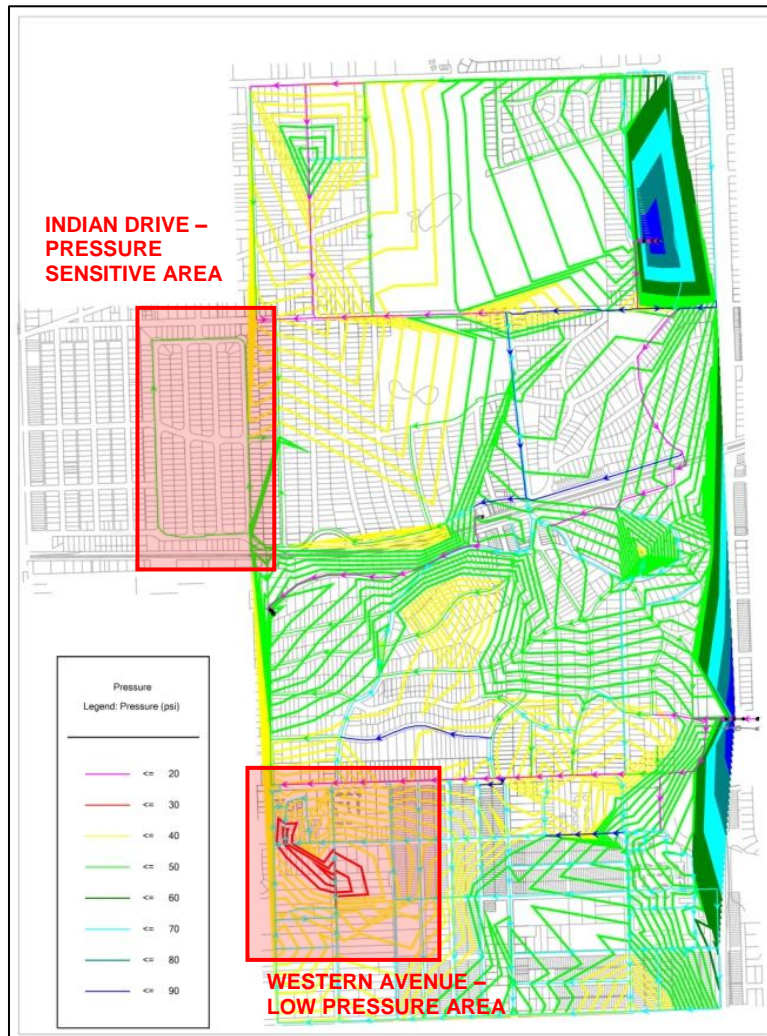 INDIAN DRIVE –
PRESSURE
SENSITIVE AREA
Pressure
Legend: Pressure (psi)
<= 20
<= 30
<= 40
<= 50
<= 60
<= 70
<= 80
<= 90
WESTERN AVENUE –
LOW PRESSURE AREA